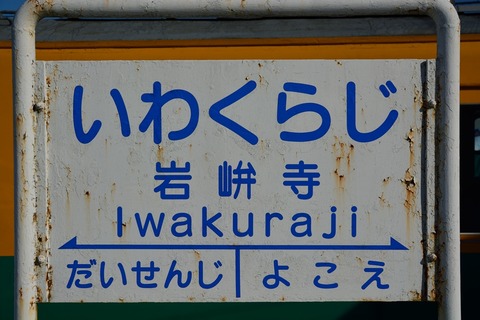 いわくらじ
岩峅寺
Iwakuraji
だいせんじ よこえ